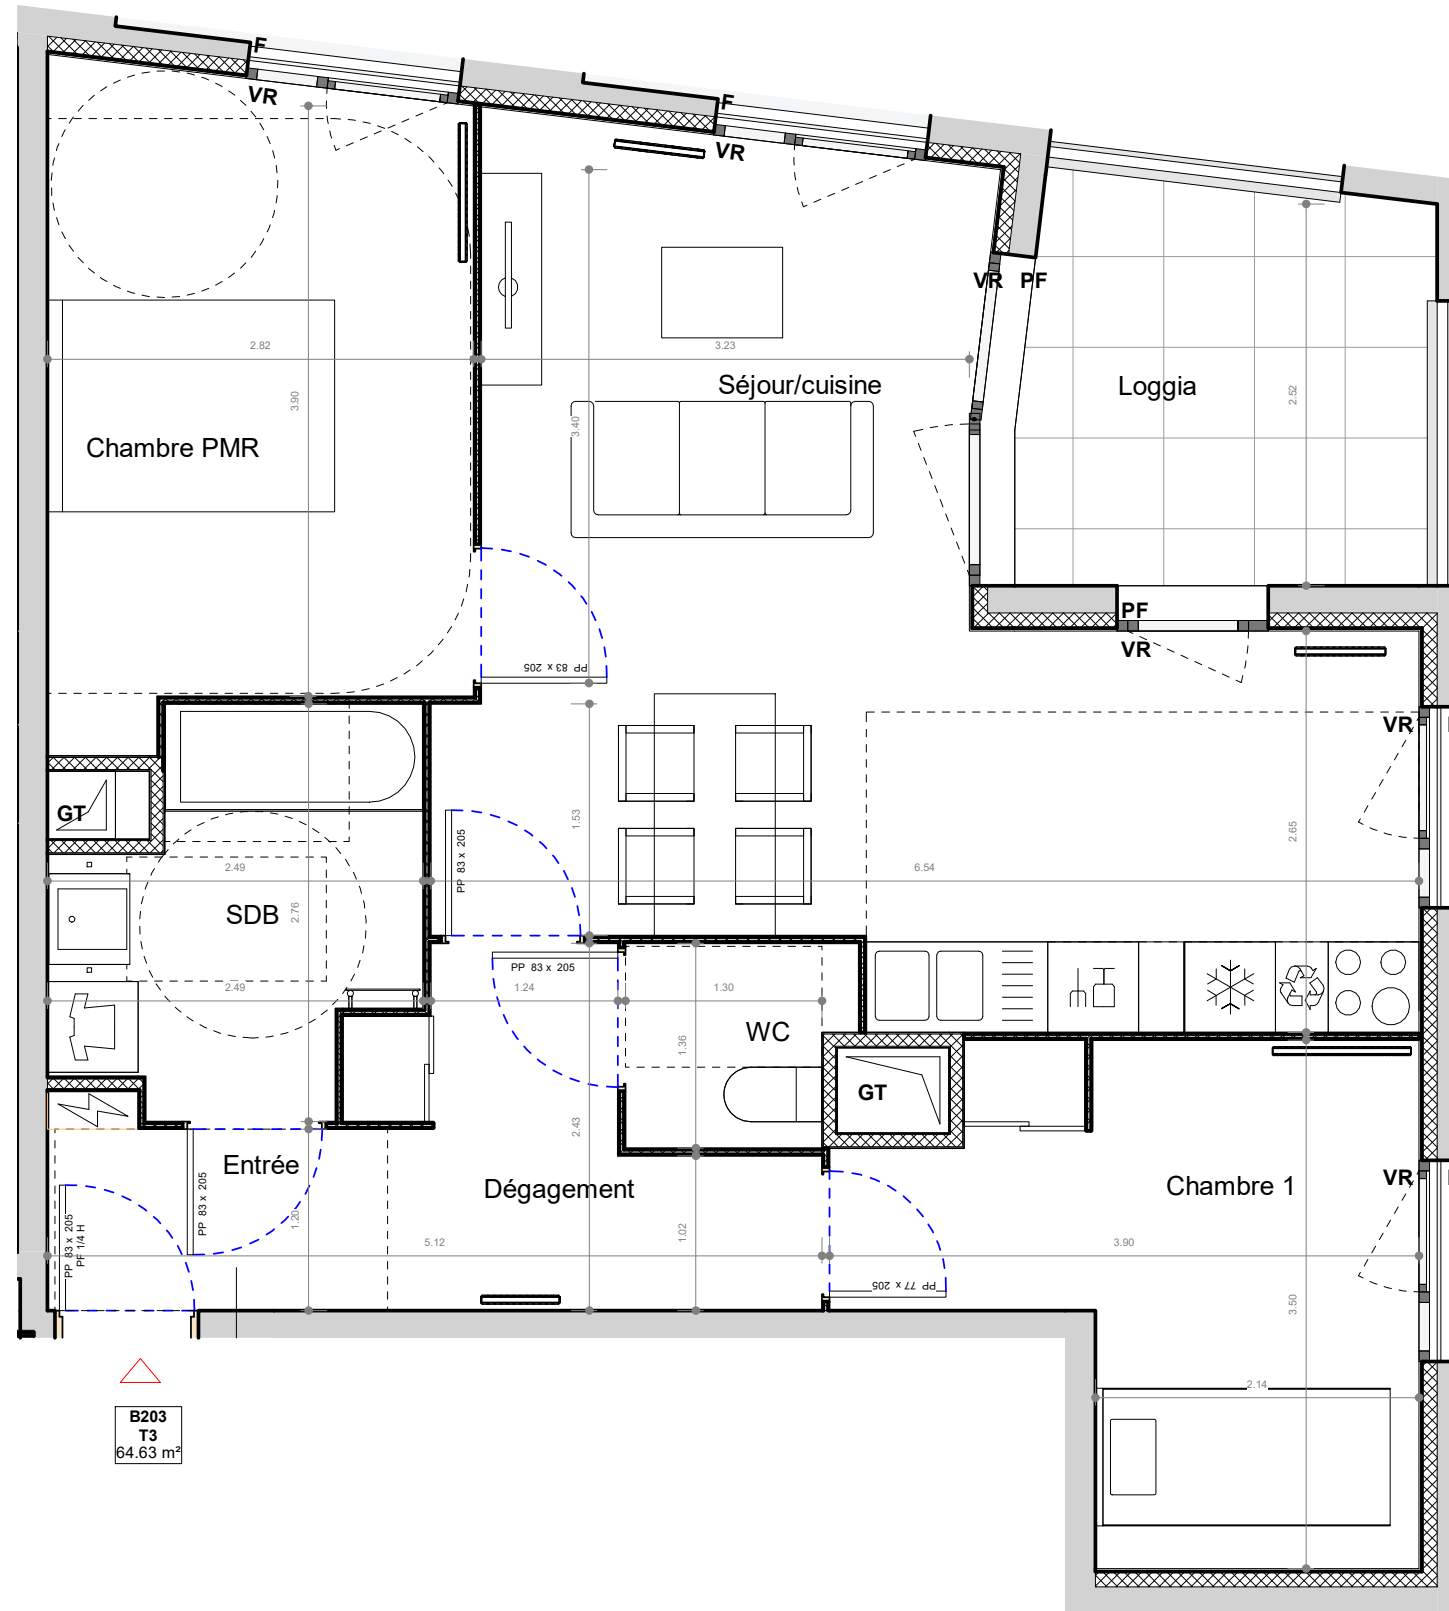 F
VR
F
VR
VR PF
2.82
3.23
Séjour/cuisine
Loggia
3.90
3.40
2.52
Chambre PMR
PP 83 x 205
PF
VR
VR
GT
PP 83 x 205
1.53
2.65
2.49
6.54
SDB
2.76
PP 83 x 205
2.49
1.24
1.30
WC
1.36
GT
2.43
Entrée
Dégagement
Chambre 1
VR
PP 83 x 205
PP 83 x 205
PF 1/4 H
1.20
1.02
5.12
3.90
PP 77 x 205
3.50
2.14
B203
T3
64.63 m²